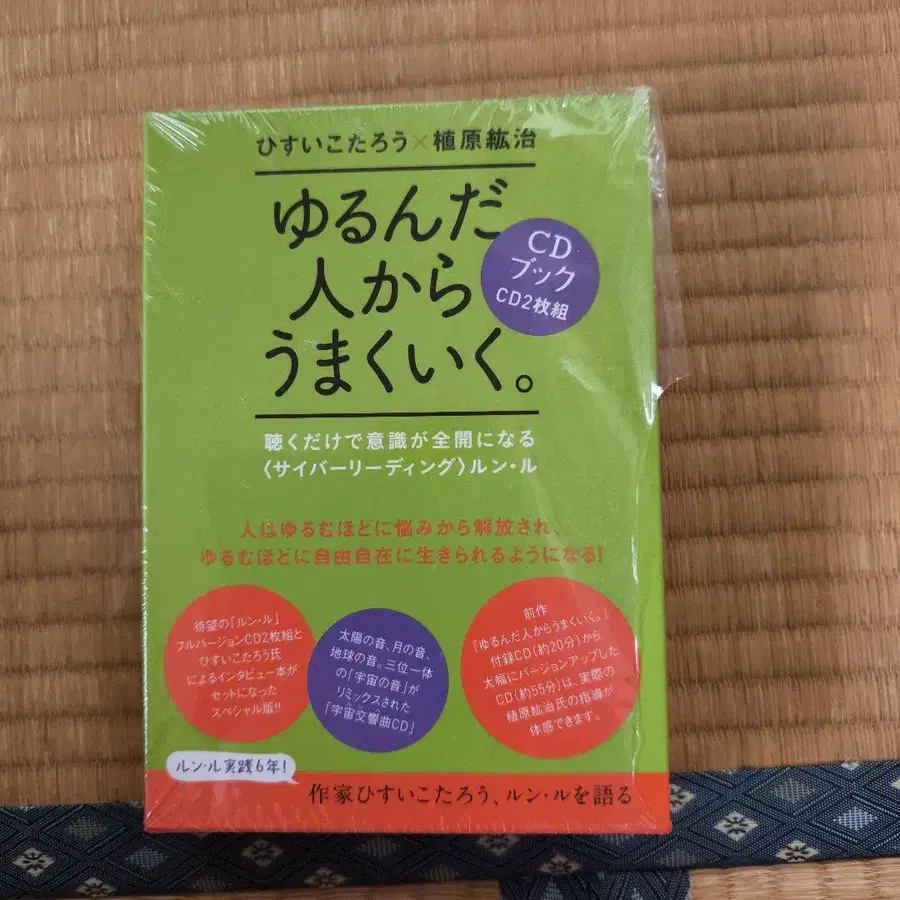 ひすいこたろう×植原紘治
ゆるんだ
人から
うまくいく。
CD
ブック
CD2枚組
聴くだけで意識が全開になる
〈サイバーリーディング〉ルン・ル
人はゆるむほどに悩みから解放され、
ゆるむほどに自由自在に生きられるようになる!
待望の「ルン・ル」
フルバージョンCD2枚組と
ひすいこたろう氏
によるインタビュー本が
セットになった
スペシャル版!!
太陽の音、月の音、
地球の音。三位一体
の「宇宙の音」が
リミックスされた
「宇宙交響曲CD」
前作
『ゆるんだ人からうまくいく。』
付録CD(約20分)から
大幅にバージョンアップした
CD(約55分)は、実際の
植原紘治氏の指導が
体感できます。
ルン・ル実践6年!
作家ひすいこたろう、ルン・ルを語る